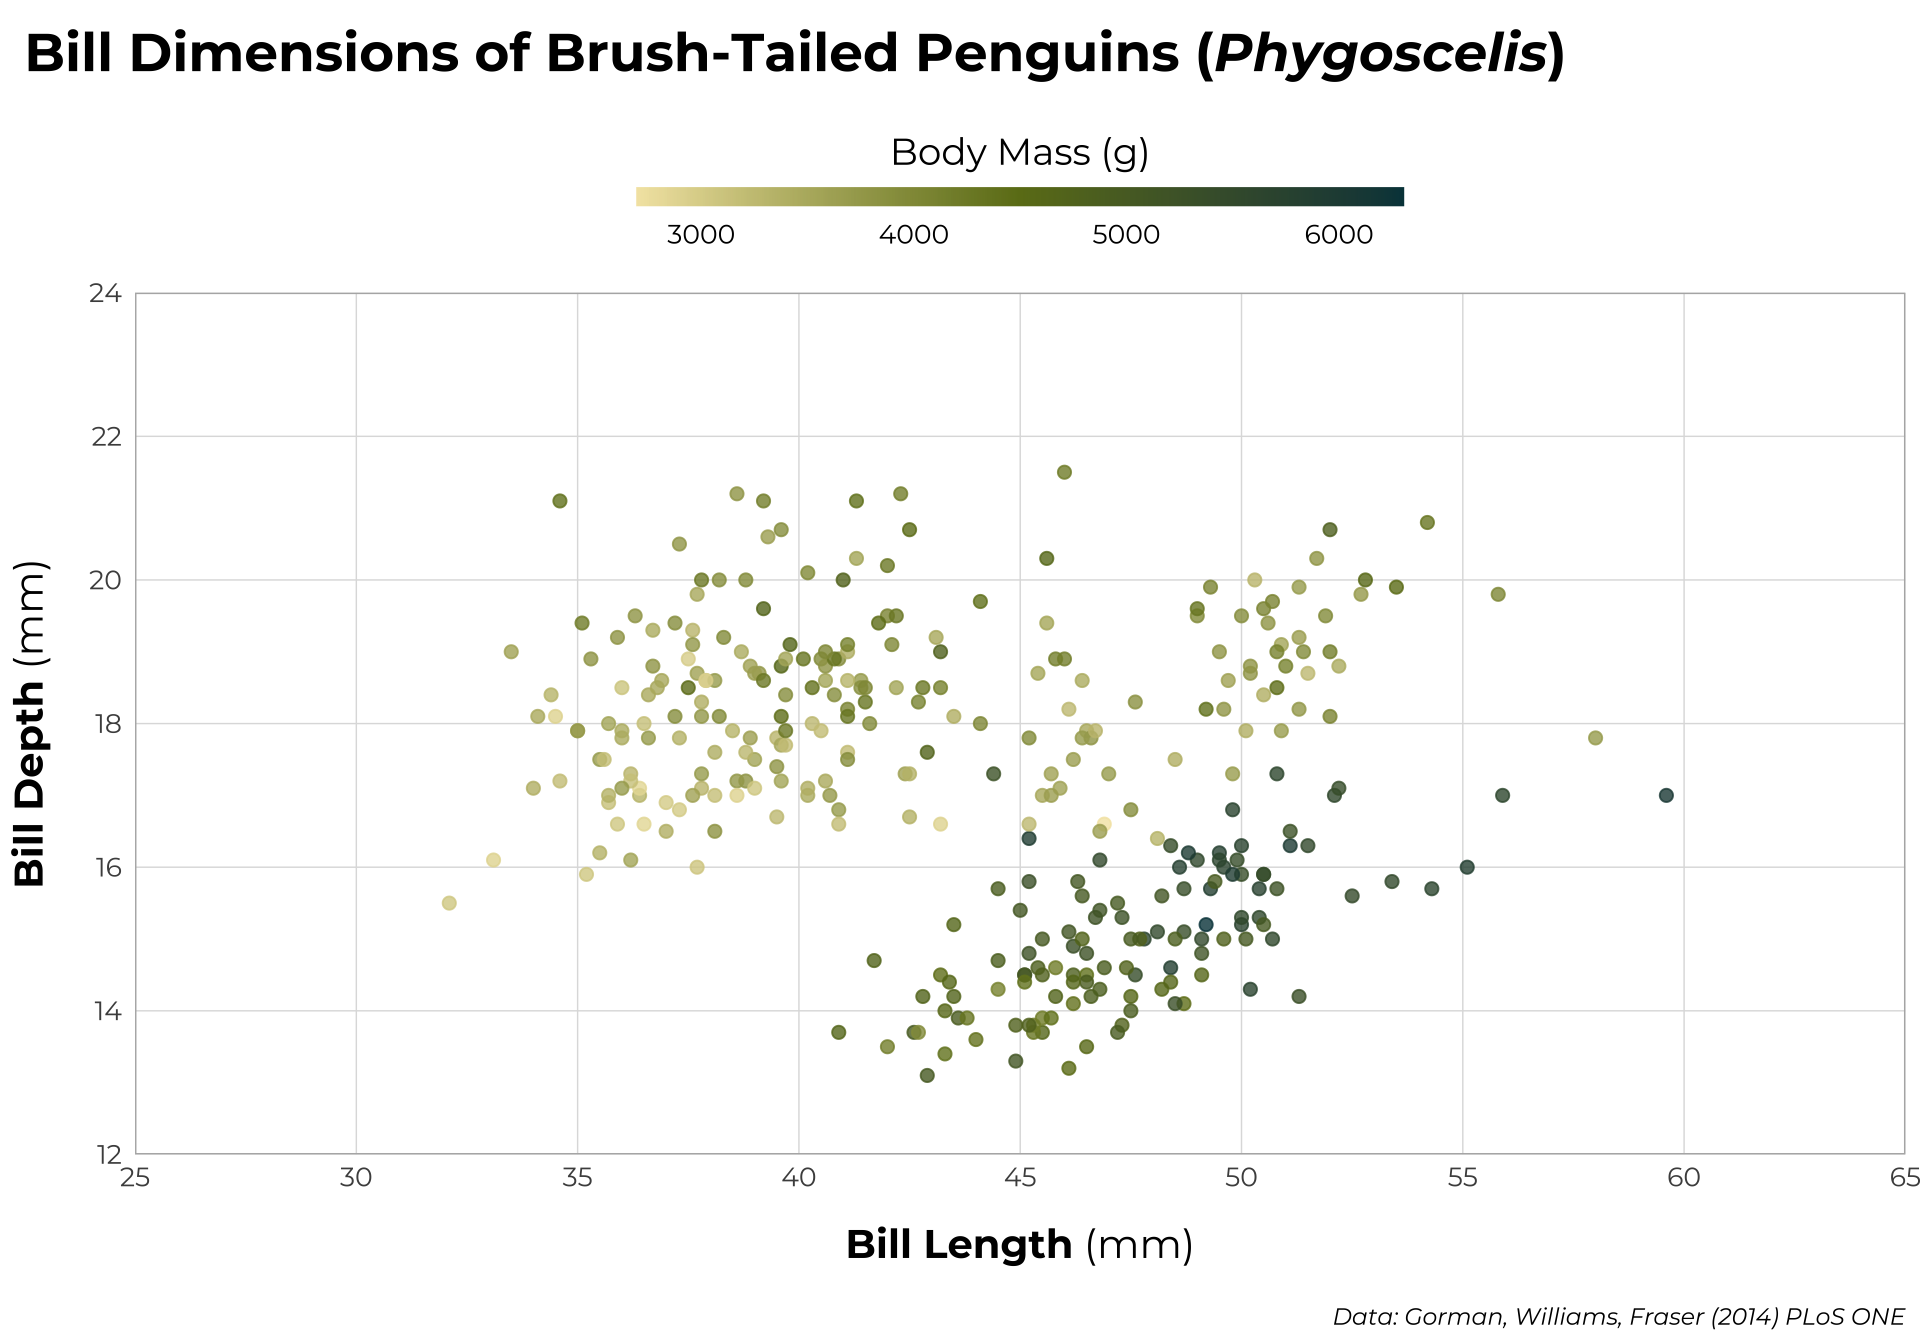 Bill Dimensions of Brush-Tailed Penguins (Phygoscelis)
Body Mass (g)
3000 4000 5000 6000
24
22
20
18
16
14
12
Bill Depth (mm)
25 30 35 40 45 50 55 60 65
Bill Length (mm)
Data: Gorman, Williams, Fraser (2014) PLoS ONE